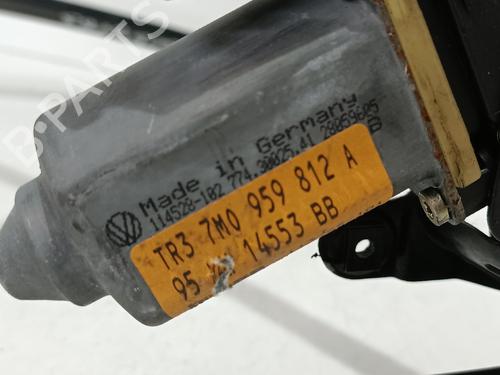 B-PARTS
Made in Germany
114528-102 774.30025.41 28059605
B
TR3 7M0 959 812 A
95 14553 BB